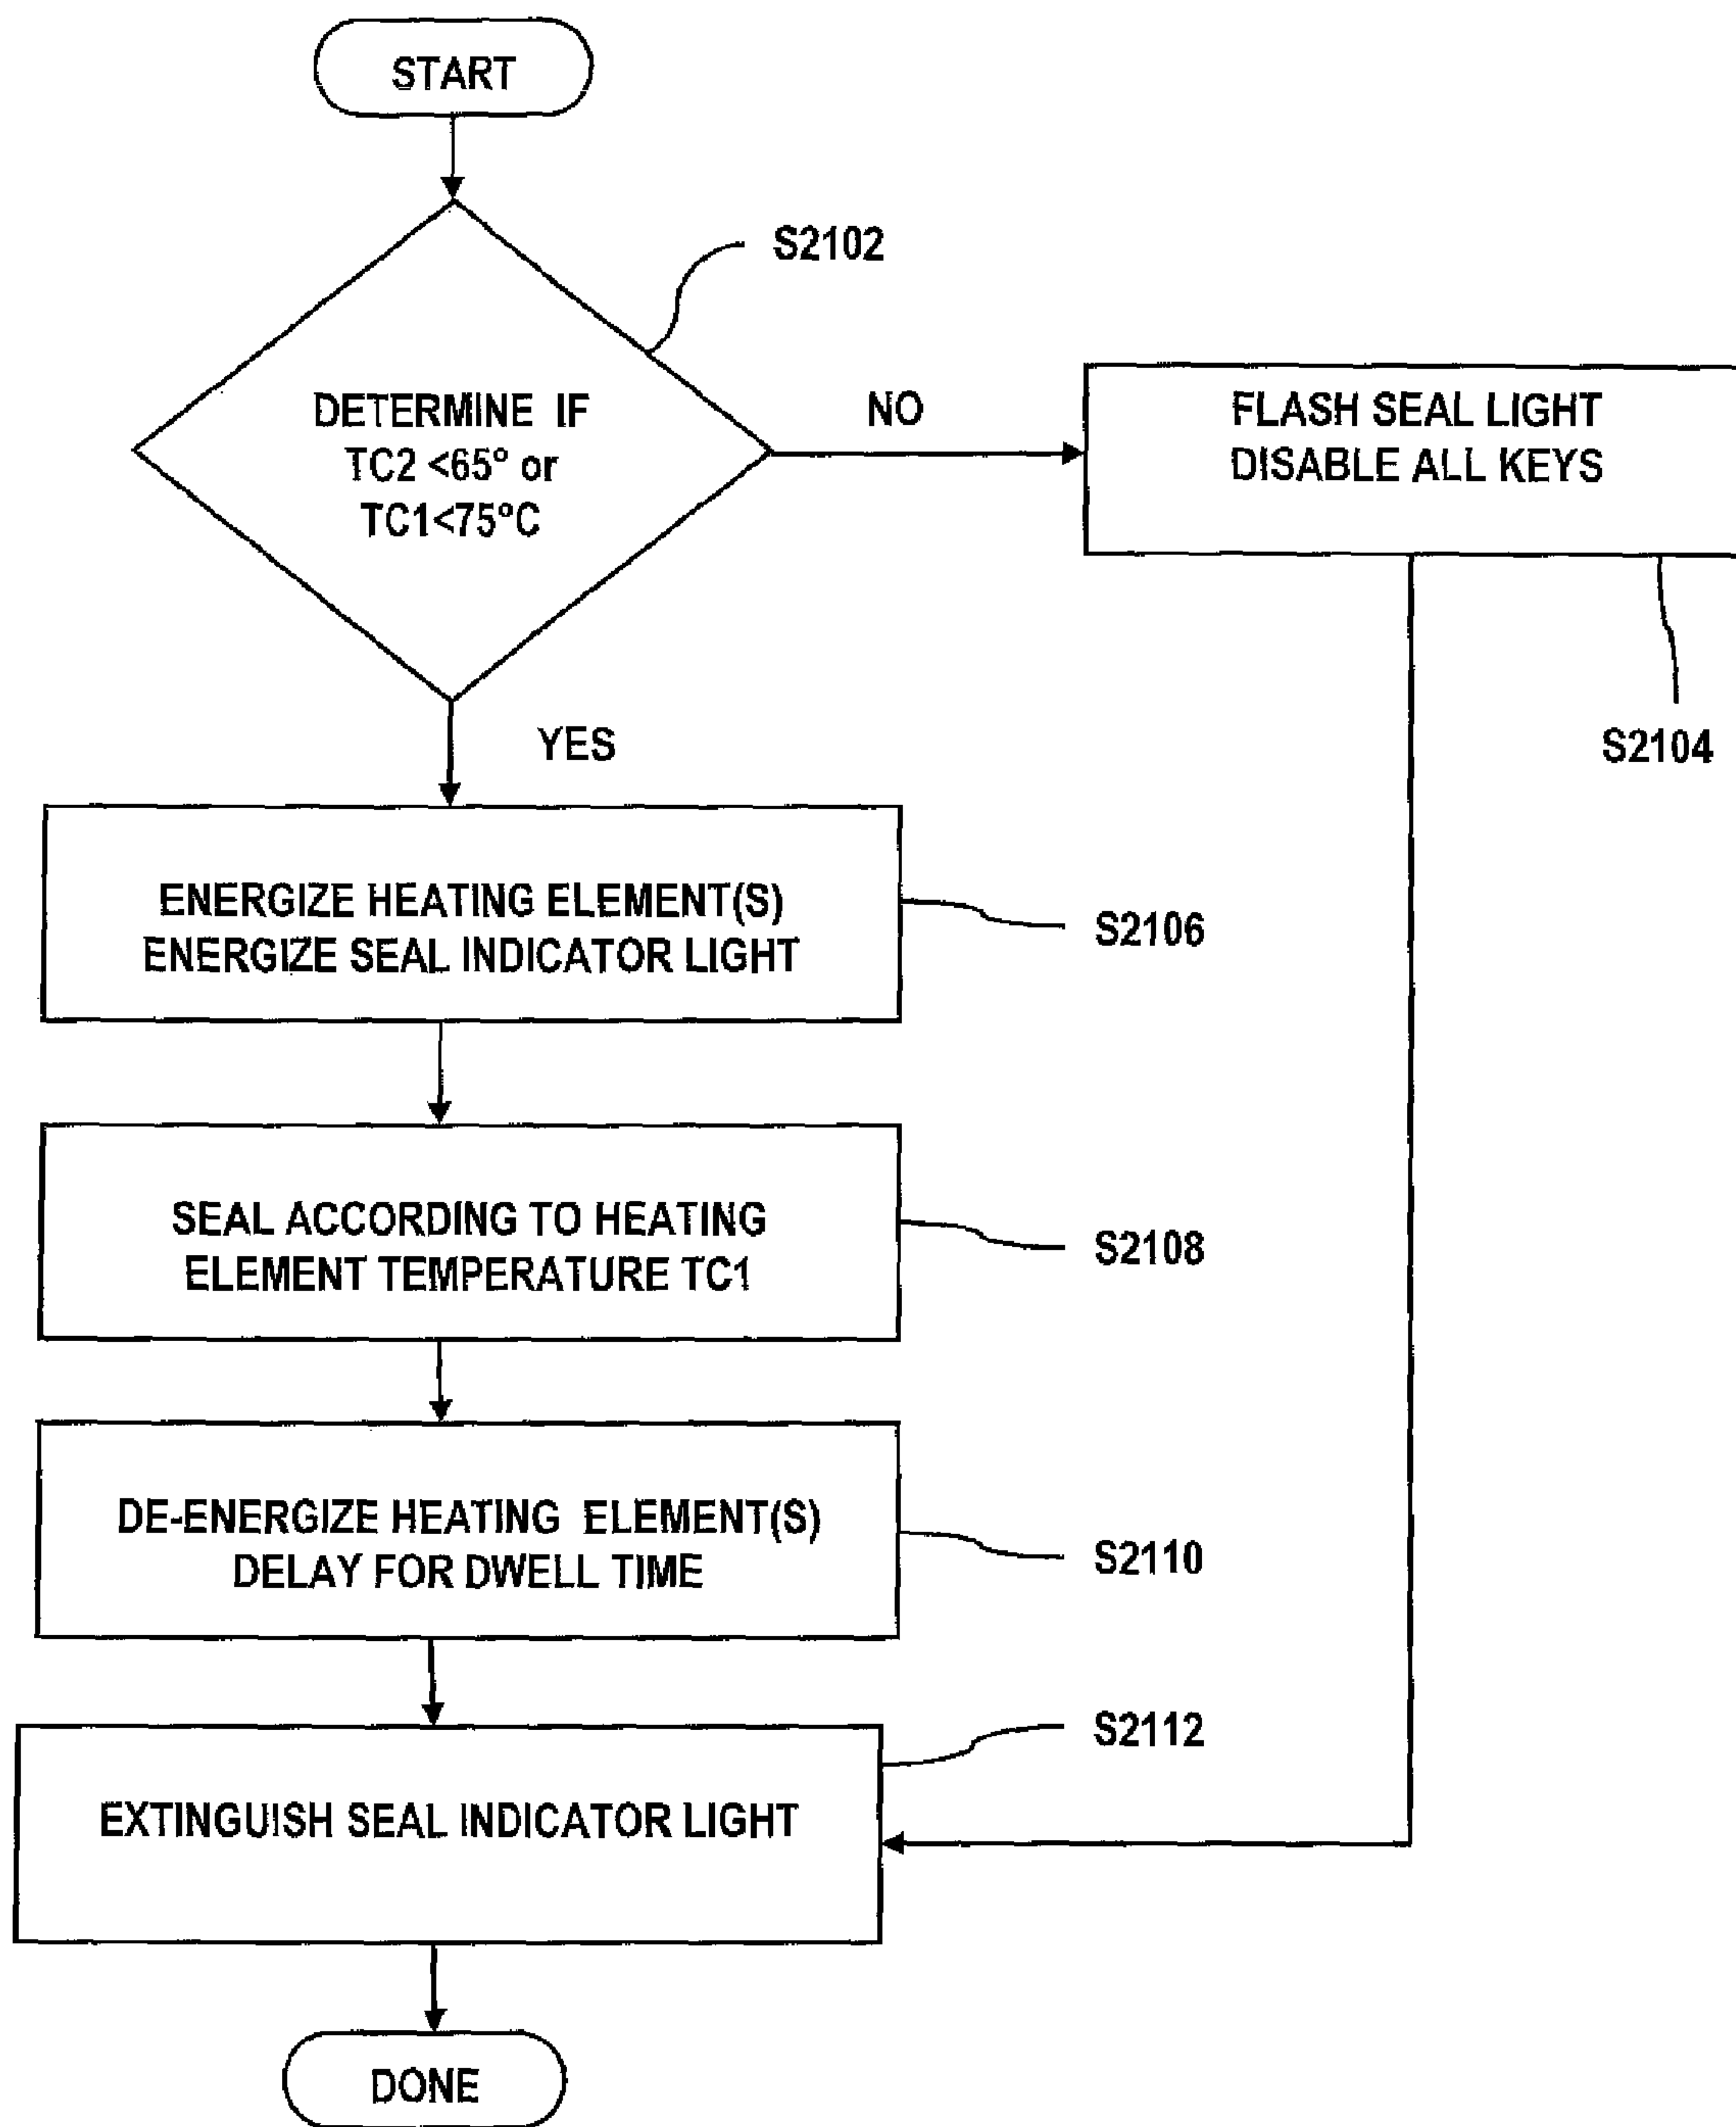 START
S2102
DETERMINE IF
TC2 <65° or
TC1<75°C
NO
FLASH SEAL LIGHT
DISABLE ALL KEYS
S2104
YES
ENERGIZE HEATING ELEMENT(S)
ENERGIZE SEAL INDICATOR LIGHT
S2106
SEAL ACCORDING TO HEATING
ELEMENT TEMPERATURE TC1
S2108
DE-ENERGIZE HEATING ELEMENT(S)
DELAY FOR DWELL TIME
S2110
S2112
EXTINGUISH SEAL INDICATOR LIGHT
DONE